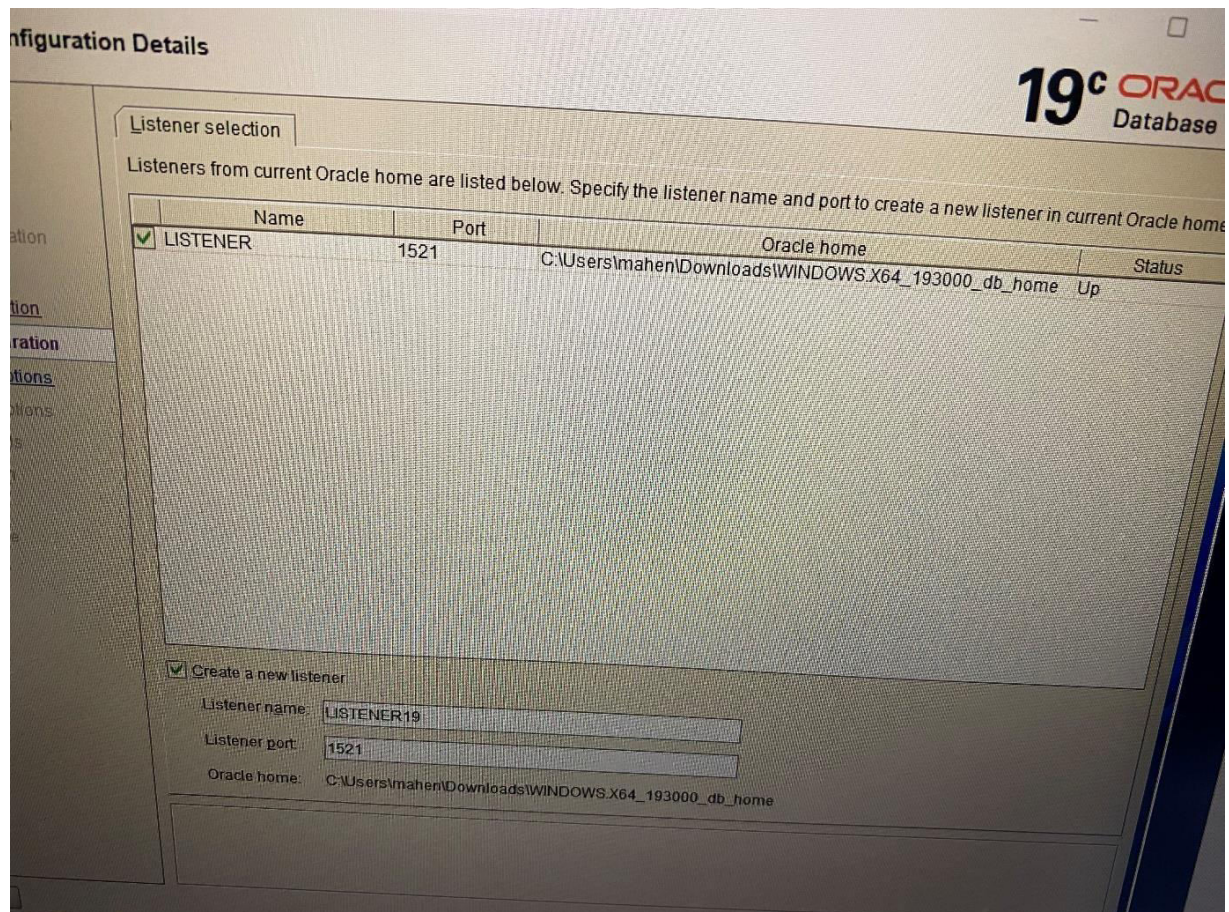 nfiguration Details
19c ORAC
Database
Listener selection
Listeners from current Oracle home are listed below. Specify the listener name and port to create a new listener in current Oracle home
Name Port Oracle home Status
LISTENER 1521 C:\Users\mahen\Downloads\WINDOWS.X64_193000_db_home Up
ation
tion
ration
otions
otions
Create a new listener
Listener name: LISTENER19
Listener port: 1521
Oracle home: C:\Users\mahen\Downloads\WINDOWS.X64_193000_db_home